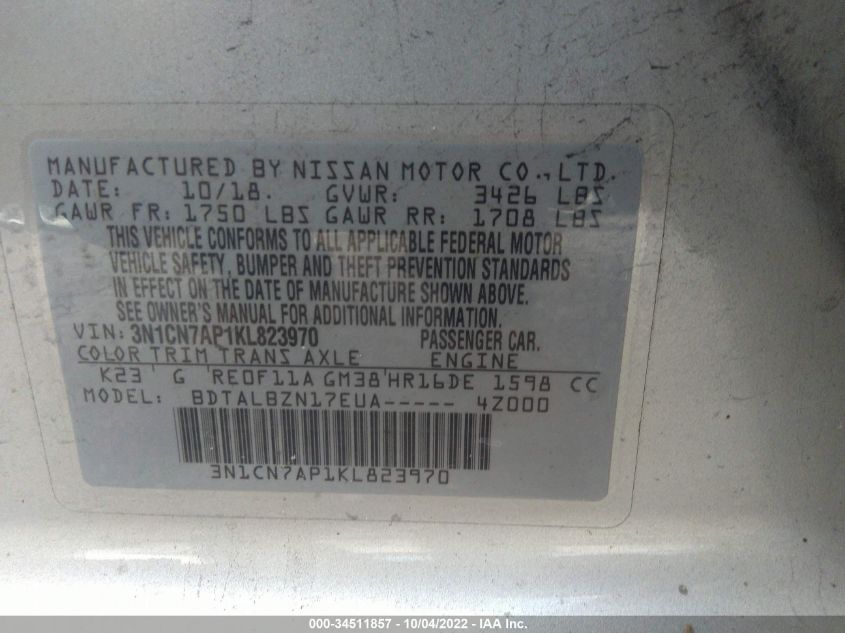 MANUFACTURED BY NISSAN MOTOR CO.,LTD.
DATE: 10/18. GVWR: 3426 LBS
GAWR FR: 1750 LBS GAWR RR: 1708 LBS
THIS VEHICLE CONFORMS TO ALL APPLICABLE FEDERAL MOTOR
VEHICLE SAFETY, BUMPER AND THEFT PREVENTION STANDARDS
IN EFFECT ON THE DATE OF MANUFACTURE SHOWN ABOVE.
SEE OWNER'S MANUAL FOR ADDITIONAL INFORMATION.
VIN: 3N1CN7AP1KL823970 PASSENGER CAR.
COLOR TRIM TRANS AXLE ENGINE
K23 G RE0F11A GM38 HR16DE 1598 CC
MODEL: BDTALBZN17EUA----- 4Z000
3N1CN7AP1KL823970
000-34511857 - 10/04/2022 - IAA Inc.